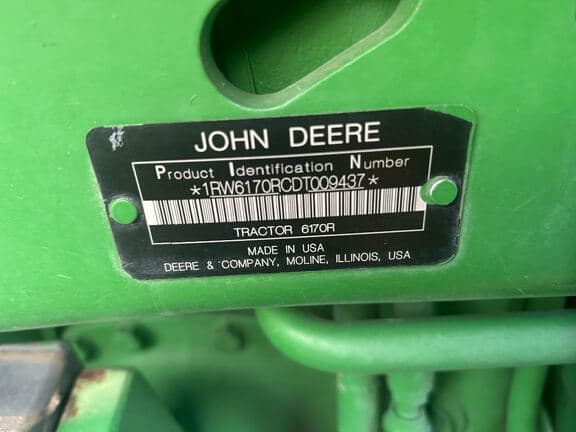 JOHN DEERE
Product Identification Number
*1RW6170RCDT009437*
TRACTOR 6170R
MADE IN USA
DEERE & COMPANY, MOLINE, ILLINOIS, USA